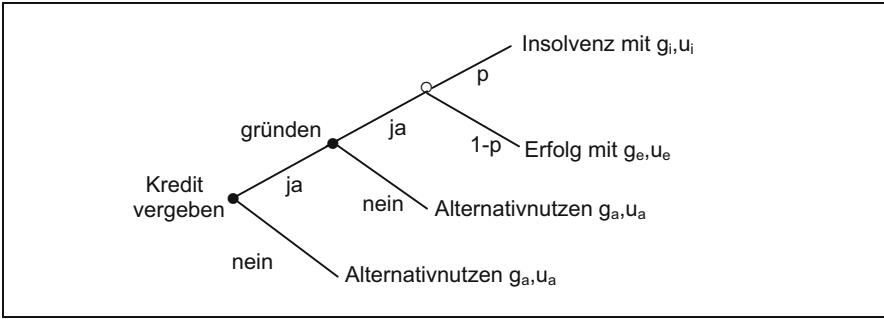 Insolvenz mit gᵢ,uᵢ
p
gründen
ja
1-p
Erfolg mit gₑ,uₑ
Kredit
vergeben
ja
nein
Alternativnutzen gₐ,uₐ
nein
Alternativnutzen gₐ,uₐ